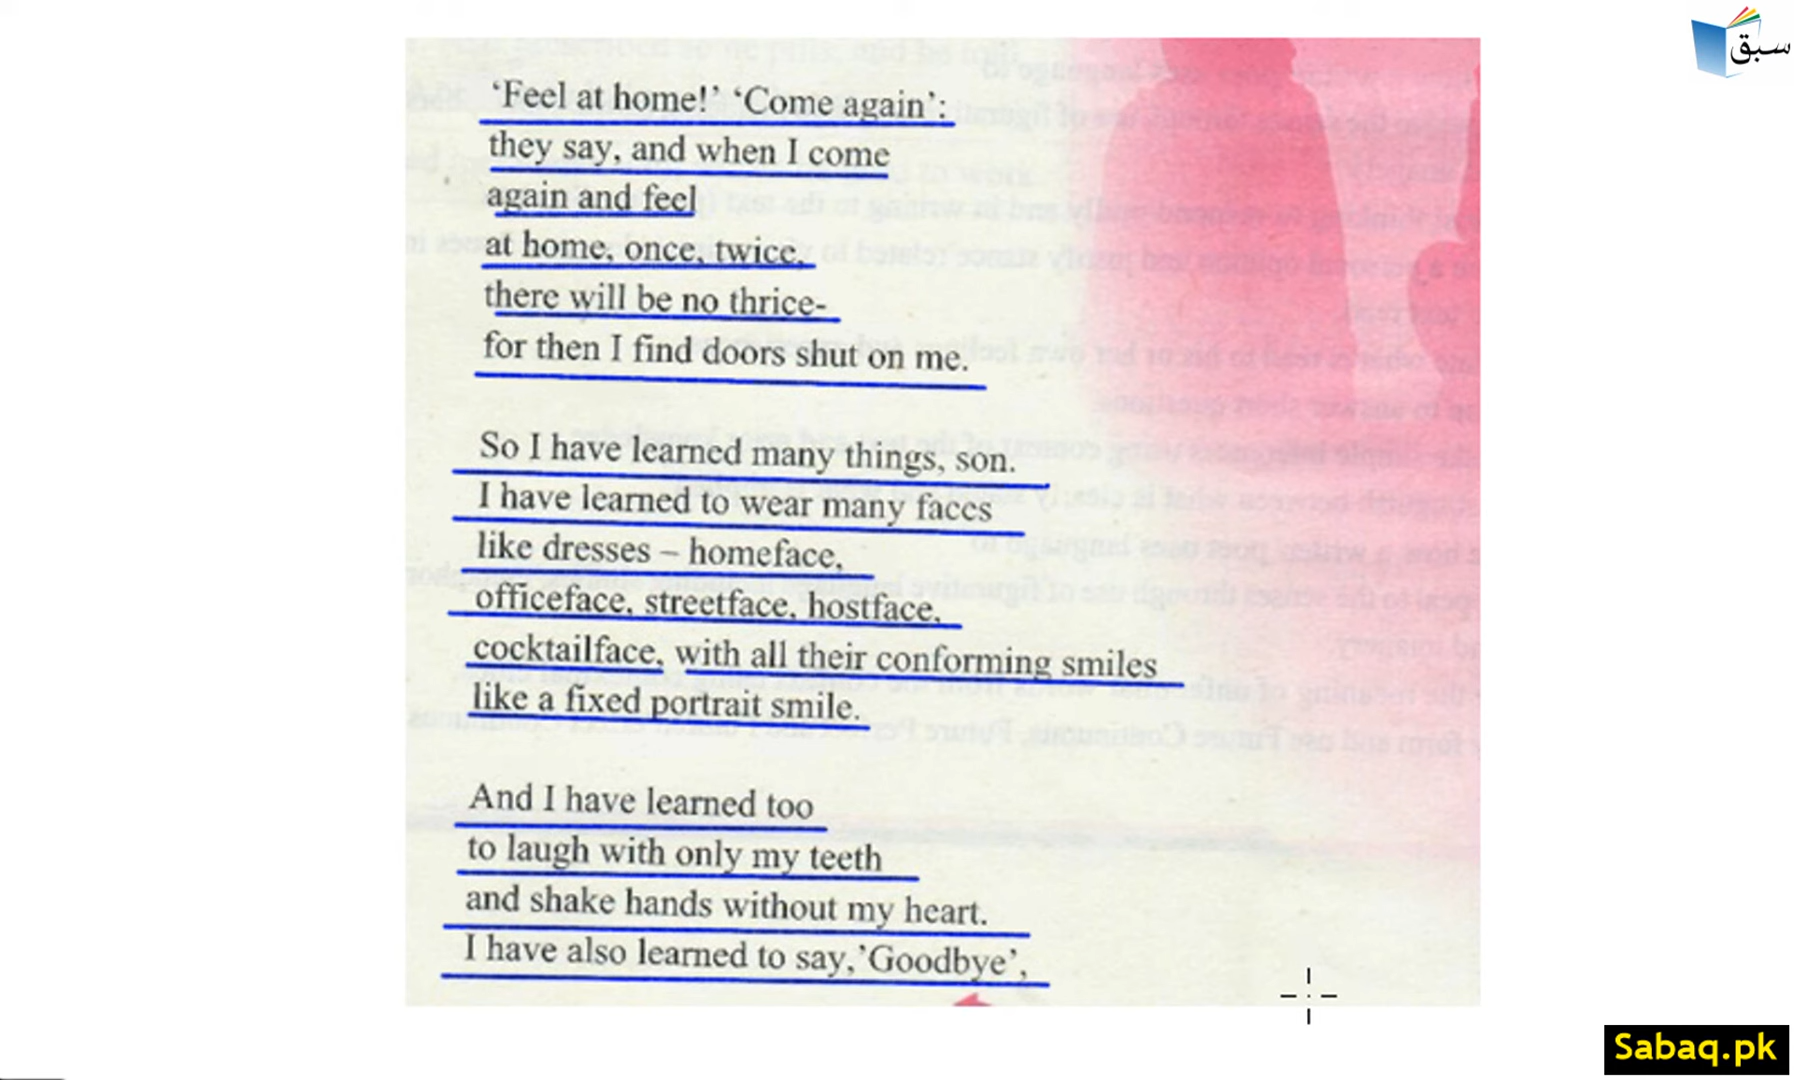 سبق
‘Feel at home!’ ‘Come again’:
they say, and when I come
again and feel
at home, once, twice,
there will be no thrice-
for then I find doors shut on me.
So I have learned many things, son.
I have learned to wear many faces
like dresses – homeface,
officeface, streetface, hostface,
cocktailface, with all their conforming smiles
like a fixed portrait smile.
And I have learned too
to laugh with only my teeth
and shake hands without my heart.
I have also learned to say,’Goodbye’,
Sabaq.pk